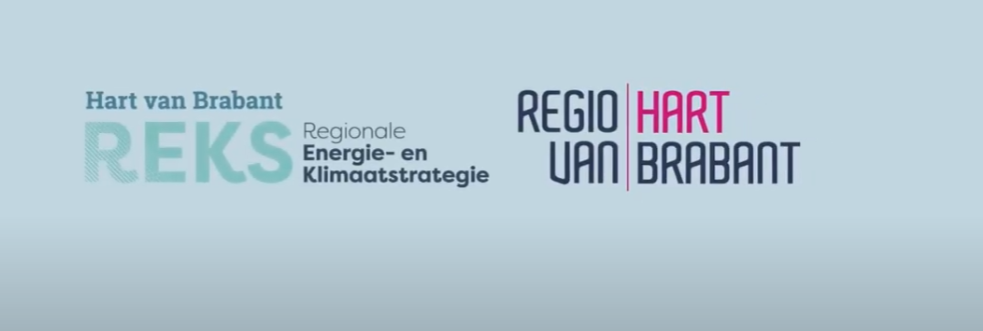 Hart van Brabant
REKS
Regionale
Energie- en
Klimaatstrategie
REGIO HART
VAN BRABANT